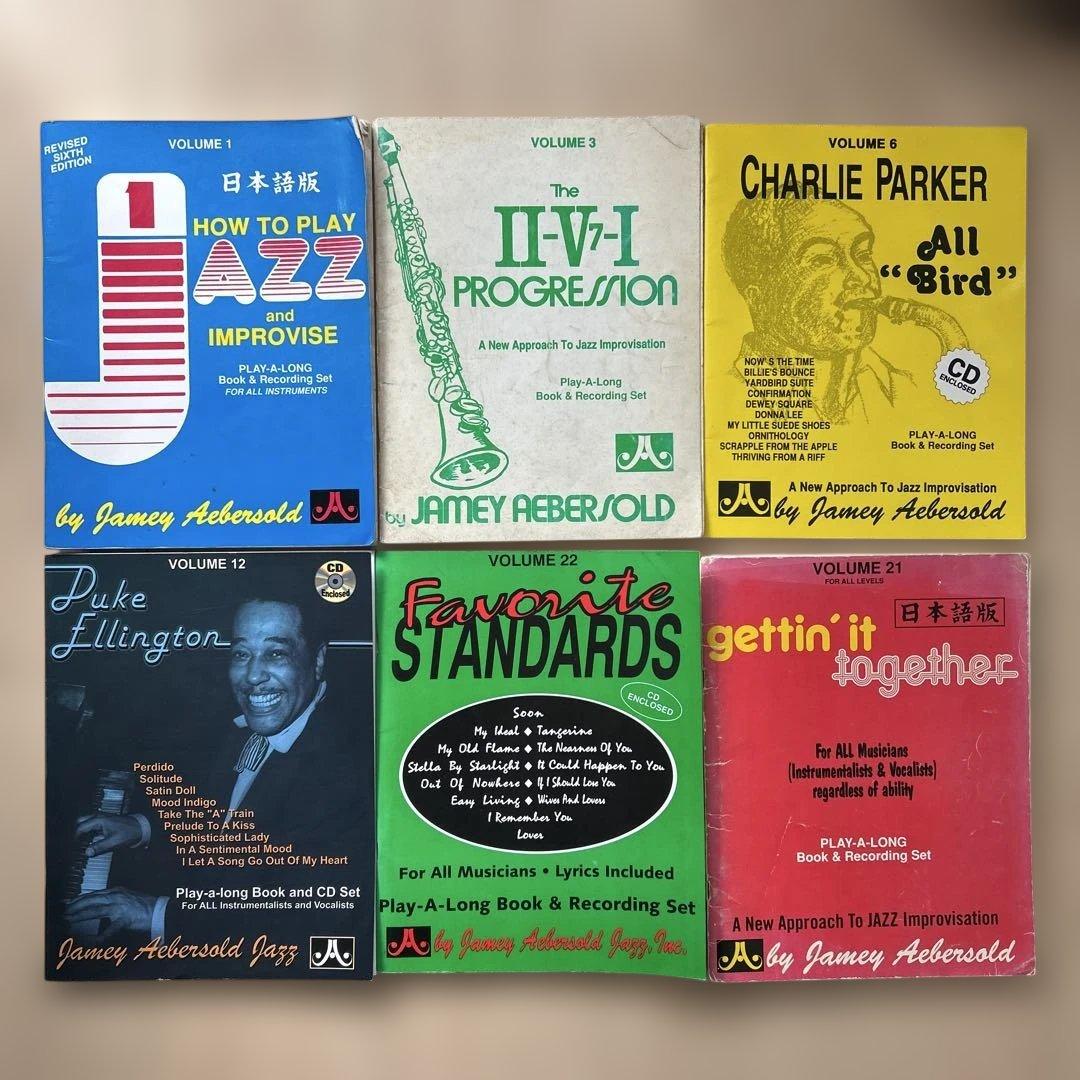 REVISED
SIXTH
EDITION
VOLUME 1
1
日本語版
HOW TO PLAY
JAZZ
and
IMPROVISE
PLAY-A-LONG
Book & Recording Set
FOR ALL INSTRUMENTS
by Jamey Aebersold
VOLUME 3
The
II-V7-I
PROGRESSION
A New Approach To Jazz Improvisation
Play-A-Long
Book & Recording Set
by JAMEY AEBERSOLD
VOLUME 6
CHARLIE PARKER
All
"Bird"
CD
ENCLOSED
NOW'S THE TIME
BILLIE'S BOUNCE
YARDBIRD SUITE
CONFIRMATION
DEWEY SQUARE
DONNA LEE
MY LITTLE SUEDE SHOES
ORNITHOLOGY
SCRAPPLE FROM THE APPLE
THRIVING FROM A RIFF
PLAY-A-LONG
Book & Recording Set
A New Approach To Jazz Improvisation
by Jamey Aebersold
VOLUME 12
CD
Enclosed
Duke
Ellington
Perdido
Solitude
Satin Doll
Mood Indigo
Take The "A" Train
Prelude To A Kiss
Sophisticated Lady
In A Sentimental Mood
I Let A Song Go Out Of My Heart
Play-a-long Book and CD Set
For ALL Instrumentalists and Vocalists
Jamey Aebersold Jazz
VOLUME 22
Favorite
STANDARDS
CD
ENCLOSED
Soon
My Ideal ◆ Tangerine
My Old Flame ◆ The Nearness Of You
Stella By Starlight ◆ It Could Happen To You
Out Of Nowhere ◆ If I Should Lose You
Easy Living ◆ Wives And Lovers
I Remember You
Lover
For All Musicians • Lyrics Included
Play-A-Long Book & Recording Set
by Jamey Aebersold Jazz, Inc.
VOLUME 21
FOR ALL LEVELS
日本語版
gettin' it
together
For ALL Musicians
(Instrumentalists & Vocalists)
regardless of ability
PLAY-A-LONG
Book & Recording Set
A New Approach To JAZZ Improvisation
by Jamey Aebersold